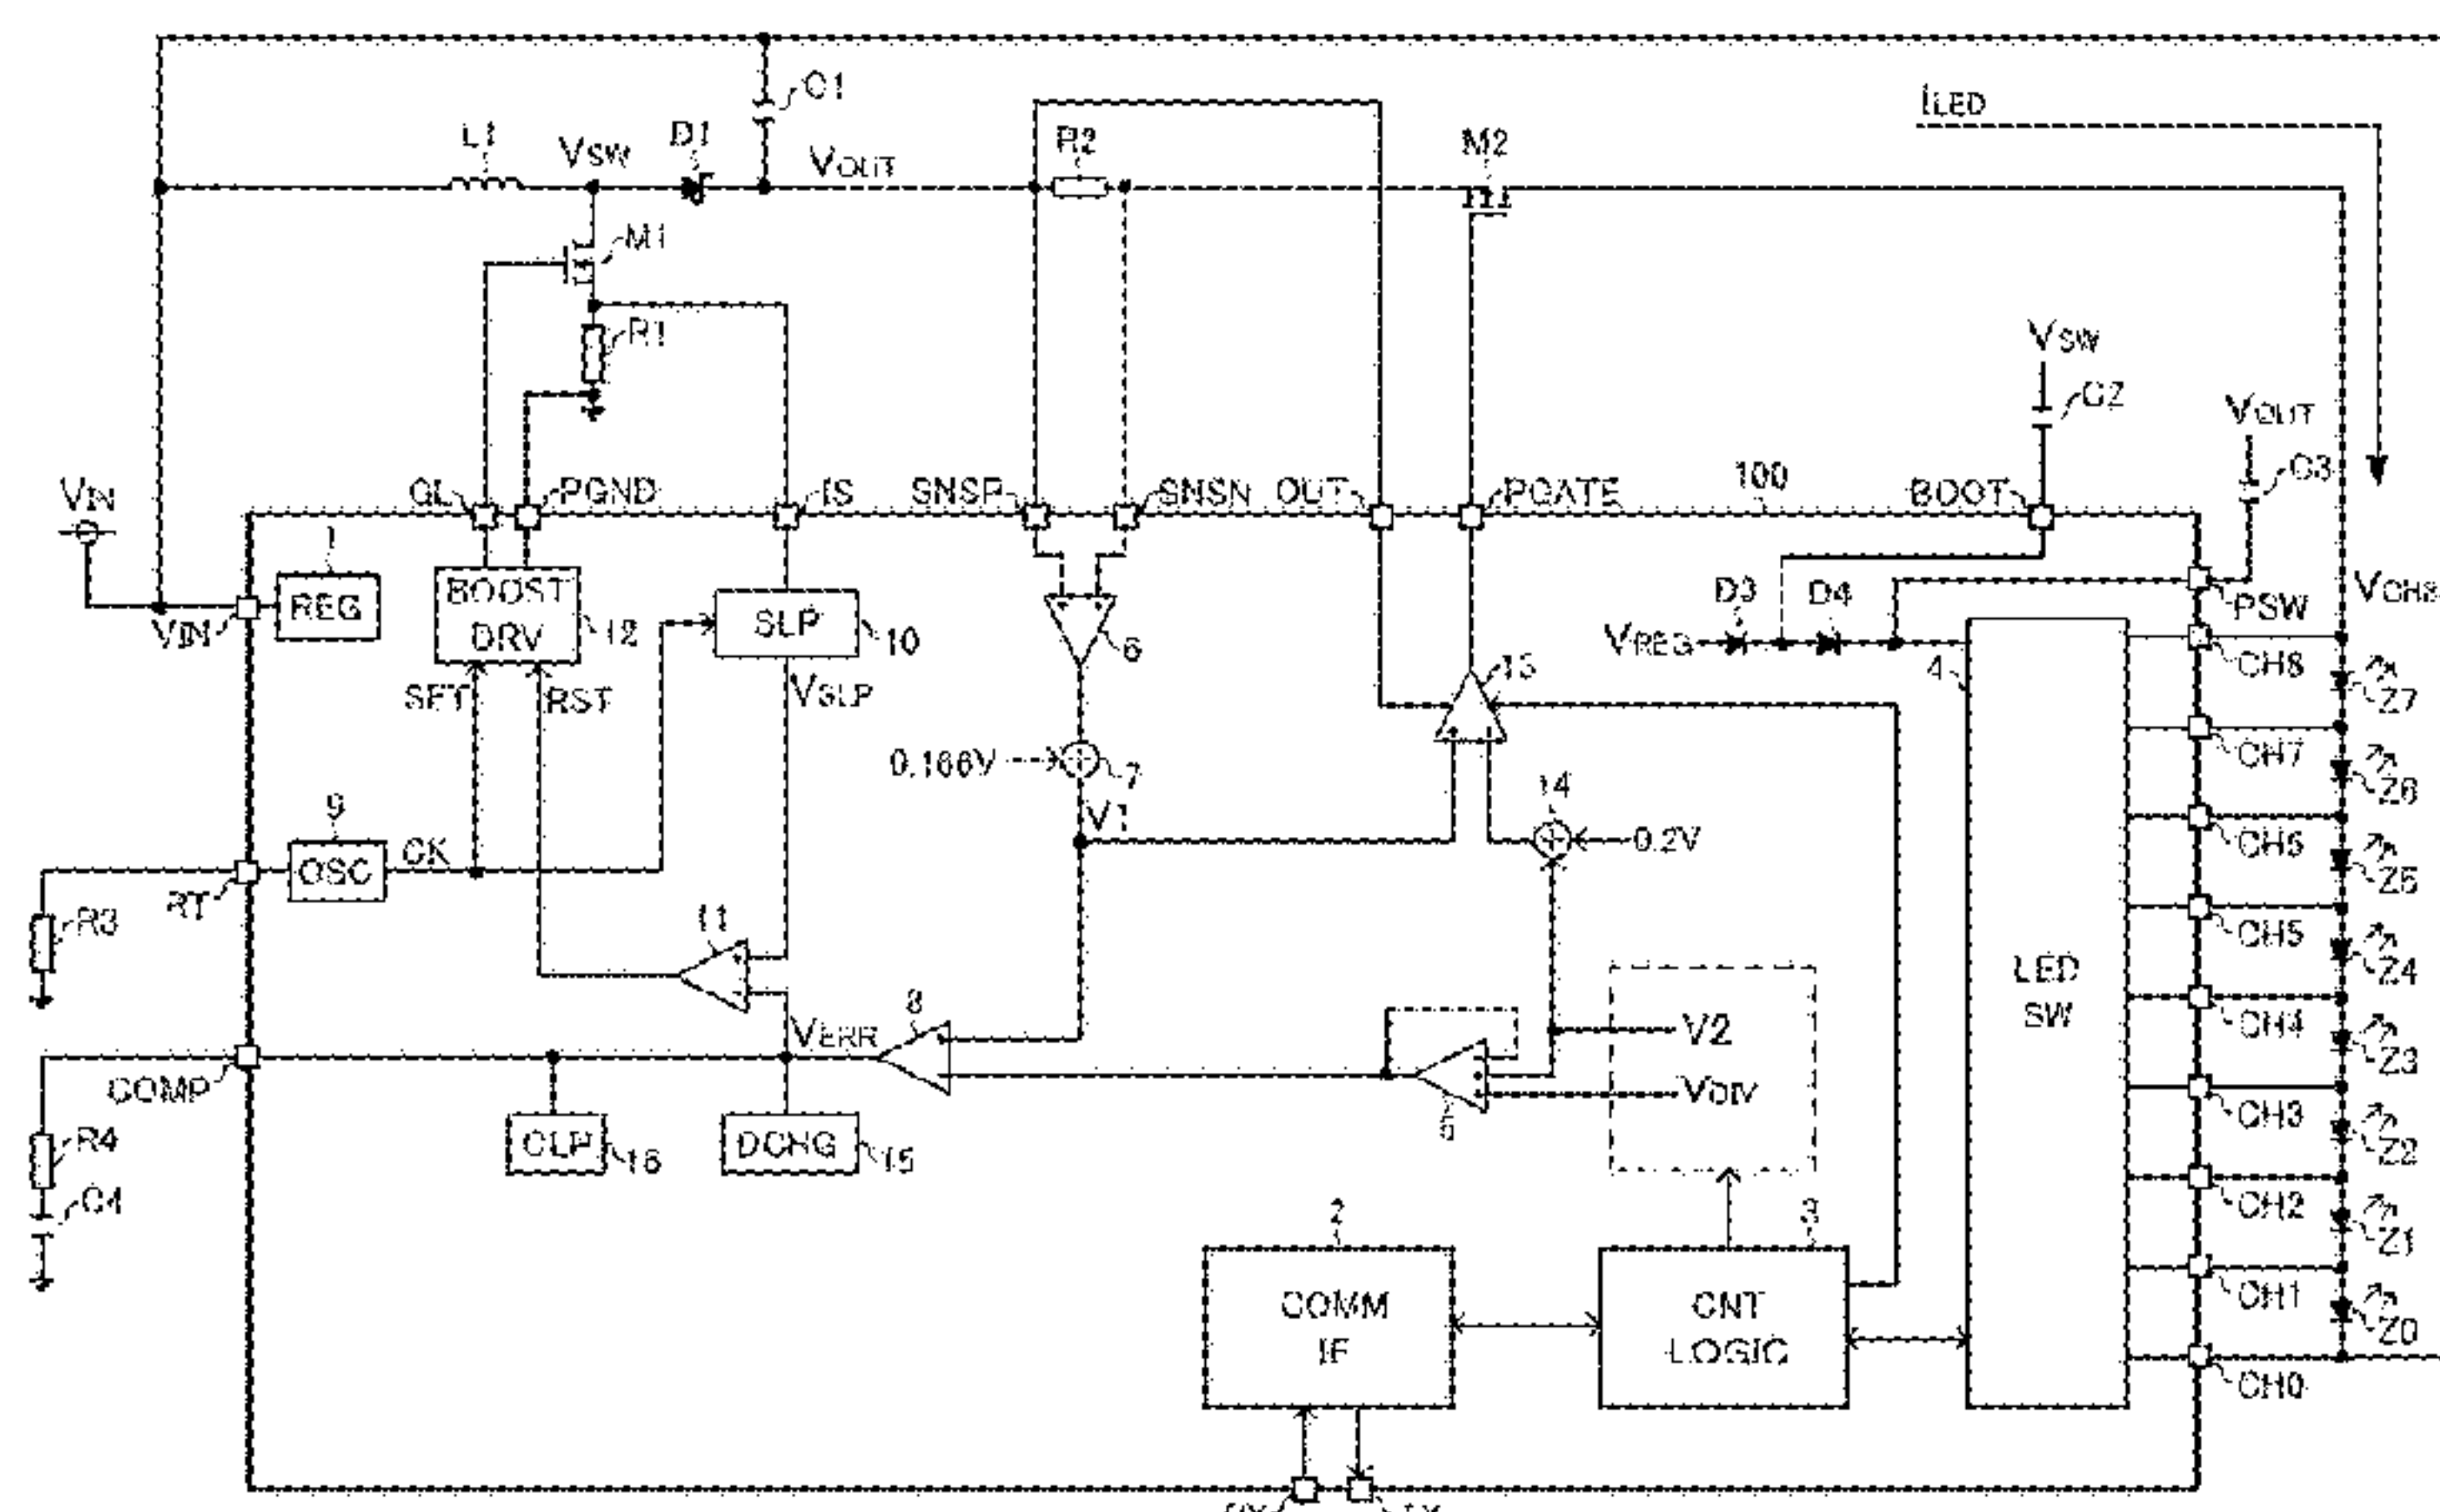 C1
ILED
L1
VSW
D1
VOUT
R2
M2
M1
R1
VSW
C2
VOUT
C3
VIN
GL
PGND
IS
SNSP
SNSN
OUT
PGATE
100
BOOT
1
REG
VIN
BOOST
DRV
12
SLP
10
6
D3
D4
VREG
PSW
VCH8
4
CH8
Z7
SET
RST
VSLP
13
0.166V
7
CH7
Z6
V1
14
0.2V
9
OSC
CK
RT
R3
CH6
Z5
CH5
Z4
11
LED
SW
8
VERR
V2
CH4
Z3
COMP
VDIV
5
CH3
Z2
R4
CLP
16
DCHG
15
CH2
Z1
C4
2
3
COMM
IF
CNT
LOGIC
CH1
Z0
CH0